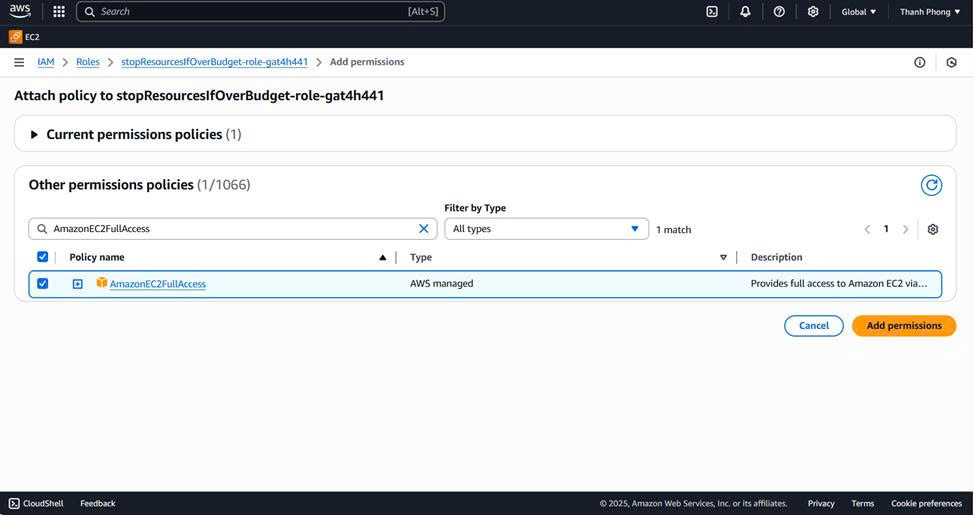 aws Search [Alt+S] Global Thanh Phong
EC2
IAM Roles stopResourcesIfOverBudget-role-gat4h441 Add permissions
Attach policy to stopResourcesIfOverBudget-role-gat4h441
Current permissions policies (1)
Other permissions policies (1/1066)
Filter by Type
AmazonEC2FullAccess All types 1 match 1
Policy name Type Description
AmazonEC2FullAccess AWS managed Provides full access to Amazon EC2 via...
Cancel Add permissions
CloudShell Feedback © 2025, Amazon Web Services, Inc. or its affiliates. Privacy Terms Cookie preferences